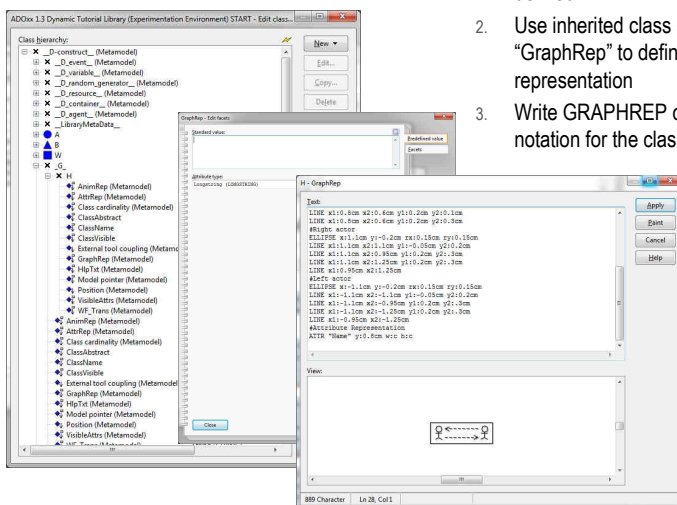 2. Use inherited class
"GraphRep" to defin
representation
3. Write GRAPHREP
notation for the clas
ADOxx 1.3 Dynamic Tutorial Library (Experimentation Environment) START - Edit class...
Class hierarchy:
New
Edit...
Copy...
Delete
_D-construct__ (Metamodel)
__D_event__ (Metamodel)
__D_variable__ (Metamodel)
__D_random_generator__ (Metamodel)
__D_resource__ (Metamodel)
__D_container__ (Metamodel)
__D_agent__ (Metamodel)
__LibraryMetaData__
A
B
W
_G_
H
AnimRep (Metamodel)
AttrRep (Metamodel)
Class cardinality (Metamodel)
ClassAbstract
ClassName
ClassVisible
External tool coupling (Metamo
GraphRep (Metamodel)
HlpTxt (Metamodel)
Model pointer (Metamodel)
Position (Metamodel)
VisibleAttrs (Metamodel)
WF_Trans (Metamodel)
AnimRep (Metamodel)
AttrRep (Metamodel)
Class cardinality (Metamodel)
ClassAbstract
ClassName
ClassVisible
External tool coupling (Metamodel
GraphRep (Metamodel)
HlpTxt (Metamodel)
Model pointer (Metamodel)
Position (Metamodel)
VisibleAttrs (Metamodel)
WF_Trans (Metamodel)
GraphRep - Edit facets
Standard value:
Predefined value
Facets
Attribute type:
Longstring (LONGSTRING)
Close
H - GraphRep
Text:
Apply
Paint
Cancel
Help
LINE x1:0.8cm x2:0.6cm y1:0.2cm y2:0.1cm
LINE x1:0.8cm x2:0.6cm y1:0.2cm y2:0.3cm
#Right actor
ELLIPSE x:1.1cm y:-0.2cm rx:0.15cm ry:0.15cm
LINE x1:1.1cm x2:1.1cm y1:-0.05cm y2:0.2cm
LINE x1:1.1cm x2:0.95cm y1:0.2cm y2:.3cm
LINE x1:1.1cm x2:1.25cm y1:0.2cm y2:.3cm
LINE x1:0.95cm x2:1.25cm
#Left actor
ELLIPSE x:-1.1cm y:-0.2cm rx:0.15cm ry:0.15cm
LINE x1:-1.1cm x2:-1.1cm y1:-0.05cm y2:0.2cm
LINE x1:-1.1cm x2:-0.95cm y1:0.2cm y2:.3cm
LINE x1:-1.1cm x2:-1.25cm y1:0.2cm y2:.3cm
LINE x1:-0.95cm x2:-1.25cm
#Attribute Representation
ATTR "Name" y:0.8cm w:c h:c
View:
889 Character
Ln 28, Col 1